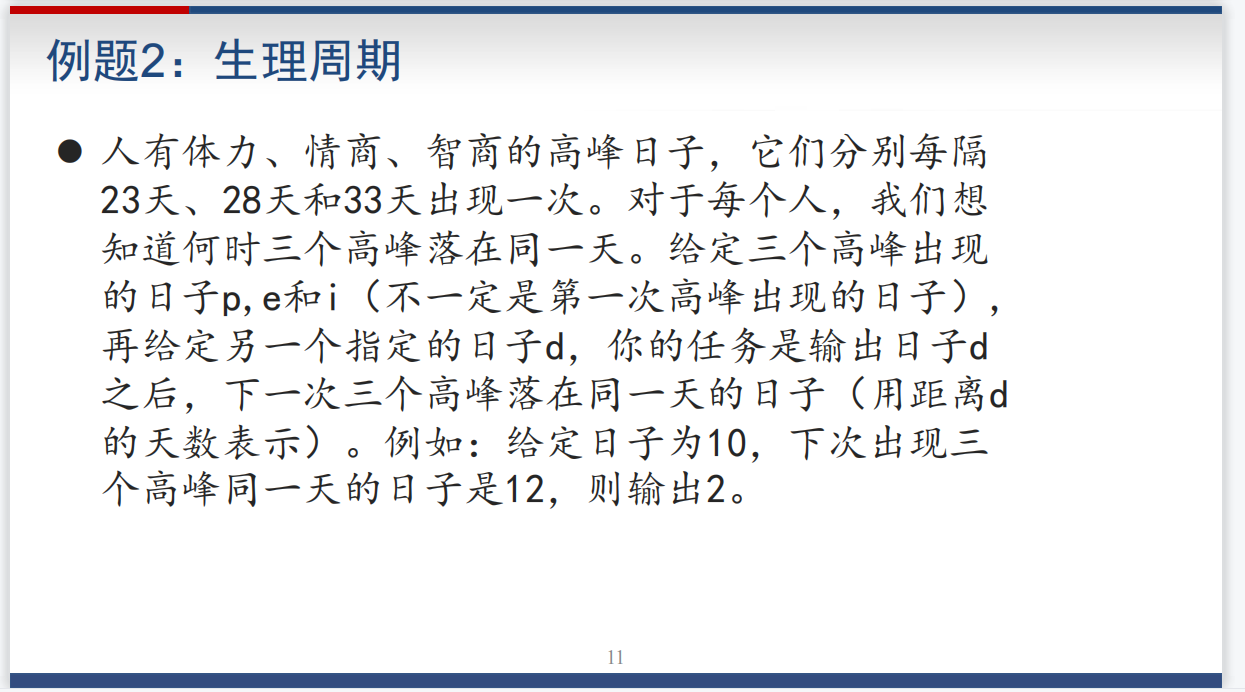 例题2：生理周期
● 人有体力、情商、智商的高峰日子，它们分别每隔
23天、28天和33天出现一次。对于每个人，我们想
知道何时三个高峰落在同一天。给定三个高峰出现
的日子p,e和i（不一定是第一次高峰出现的日子），
再给定另一个指定的日子d，你的任务是输出日子d
之后，下一次三个高峰落在同一天的日子（用距离d
的天数表示）。例如：给定日子为10，下次出现三
个高峰同一天的日子是12，则输出2。
11